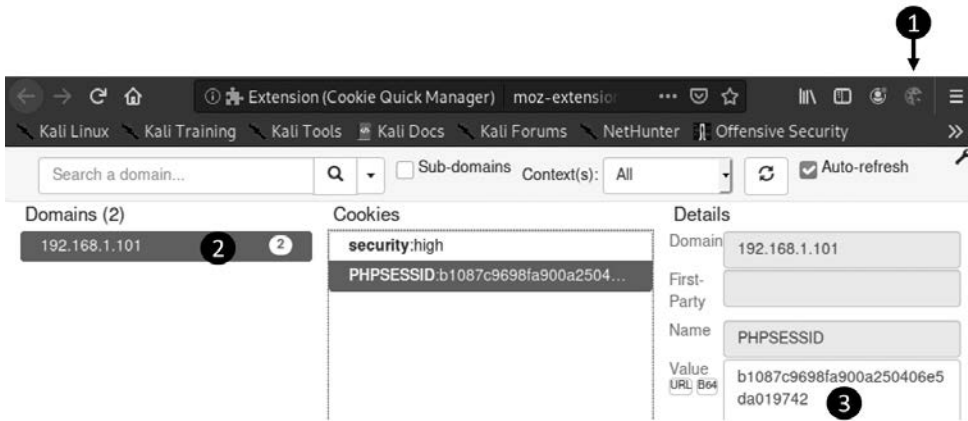 1
Extension (Cookie Quick Manager) moz-extension
Kali Linux Kali Training Kali Tools Kali Docs Kali Forums NetHunter Offensive Security »
Search a domain... Sub-domains Context(s): All Auto-refresh
Domains (2) Cookies Details
192.168.1.101 2 2
security:high
PHPSESSID:b1087c9698fa900a2504...
Domain 192.168.1.101
First-
Party
Name PHPSESSID
Value
URL B64
b1087c9698fa900a250406e5
da019742 3